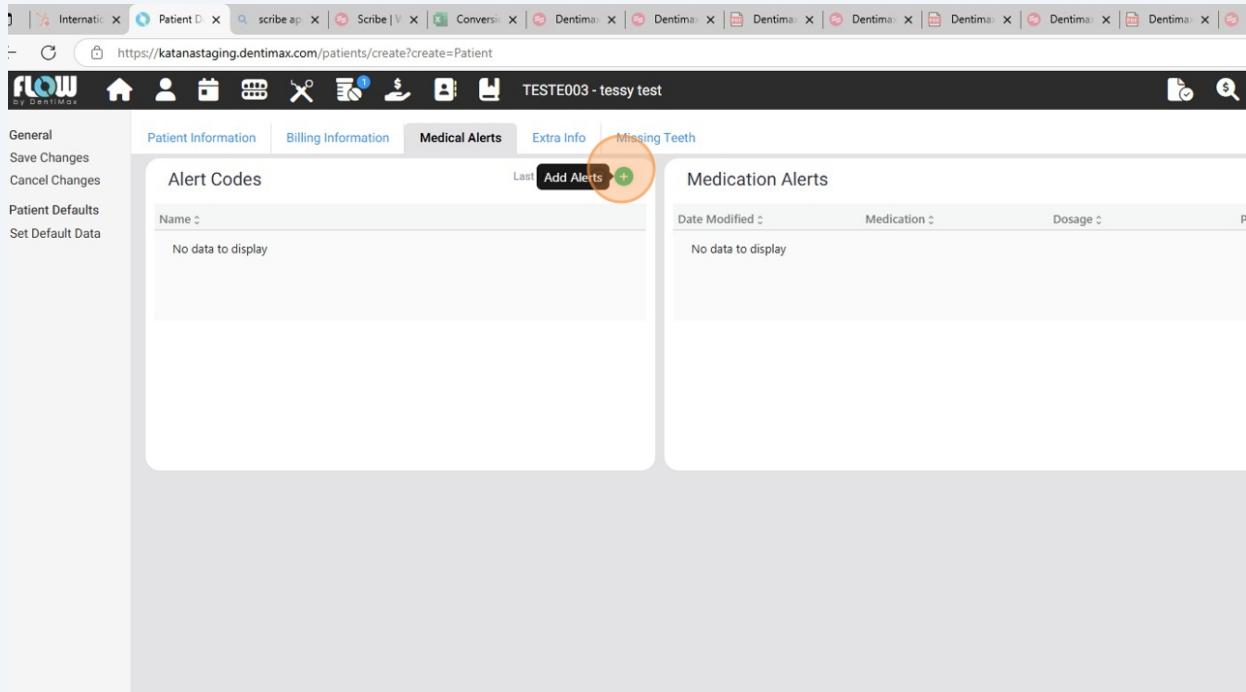 Internatic Patient D scribe ap Scribe | V Conversi Dentima Dentima Dentima Dentima Dentima Dentima Dentima
https://katanastaging.dentimax.com/patients/create?create=Patient
FLOW
by DentiMax
1
$
TESTE003 - tessy test
$
General
Save Changes
Cancel Changes
Patient Defaults
Set Default Data
Patient Information Billing Information Medical Alerts Extra Info Missing Teeth
Alert Codes
Last Add Alerts
Name
No data to display
Medication Alerts
Date Modified Medication Dosage P
No data to display